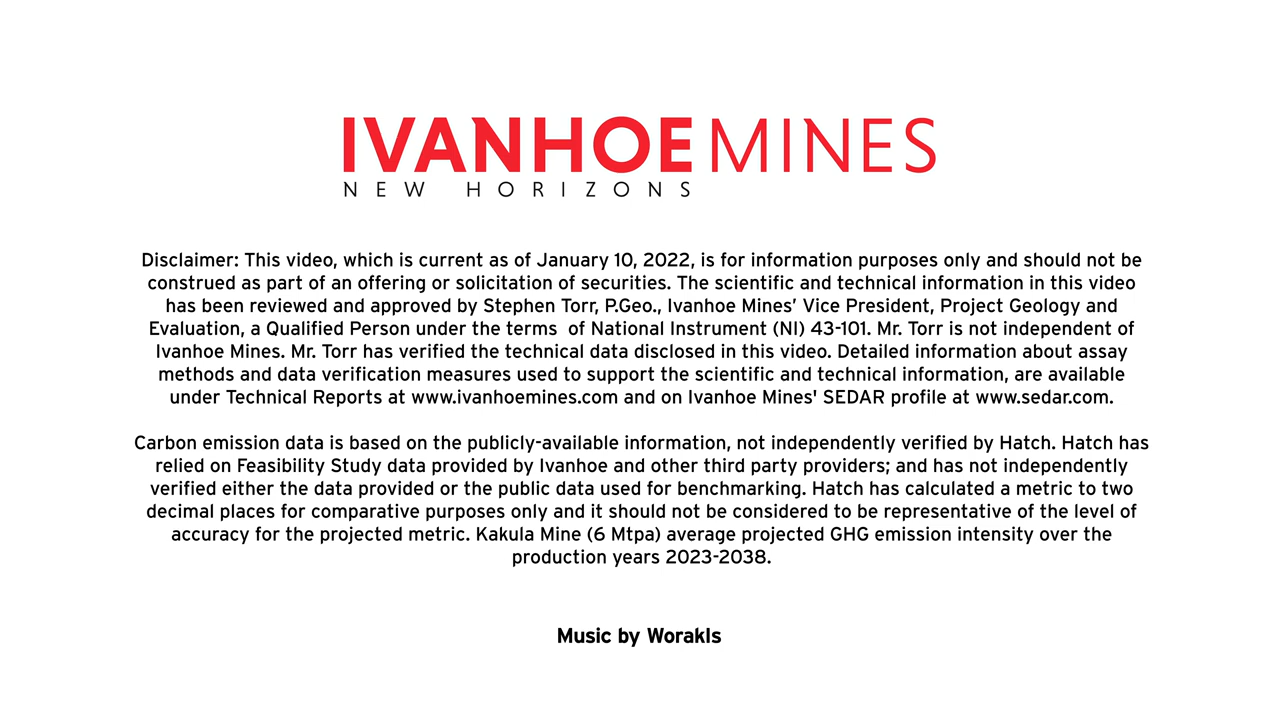 IVANHOE MINES
NEW HORIZONS
Disclaimer: This video, which is current as of January 10, 2022, is for information purposes only and should not be
construed as part of an offering or solicitation of securities. The scientific and technical information in this video
has been reviewed and approved by Stephen Torr, P.Geo., Ivanhoe Mines’ Vice President, Project Geology and
Evaluation, a Qualified Person under the terms  of National Instrument (NI) 43-101. Mr. Torr is not independent of
Ivanhoe Mines. Mr. Torr has verified the technical data disclosed in this video. Detailed information about assay
methods and data verification measures used to support the scientific and technical information, are available
under Technical Reports at www.ivanhoemines.com and on Ivanhoe Mines' SEDAR profile at www.sedar.com.
Carbon emission data is based on the publicly-available information, not independently verified by Hatch. Hatch has
relied on Feasibility Study data provided by Ivanhoe and other third party providers; and has not independently
verified either the data provided or the public data used for benchmarking. Hatch has calculated a metric to two
decimal places for comparative purposes only and it should not be considered to be representative of the level of
accuracy for the projected metric. Kakula Mine (6 Mtpa) average projected GHG emission intensity over the
production years 2023-2038.
Music by Worakls